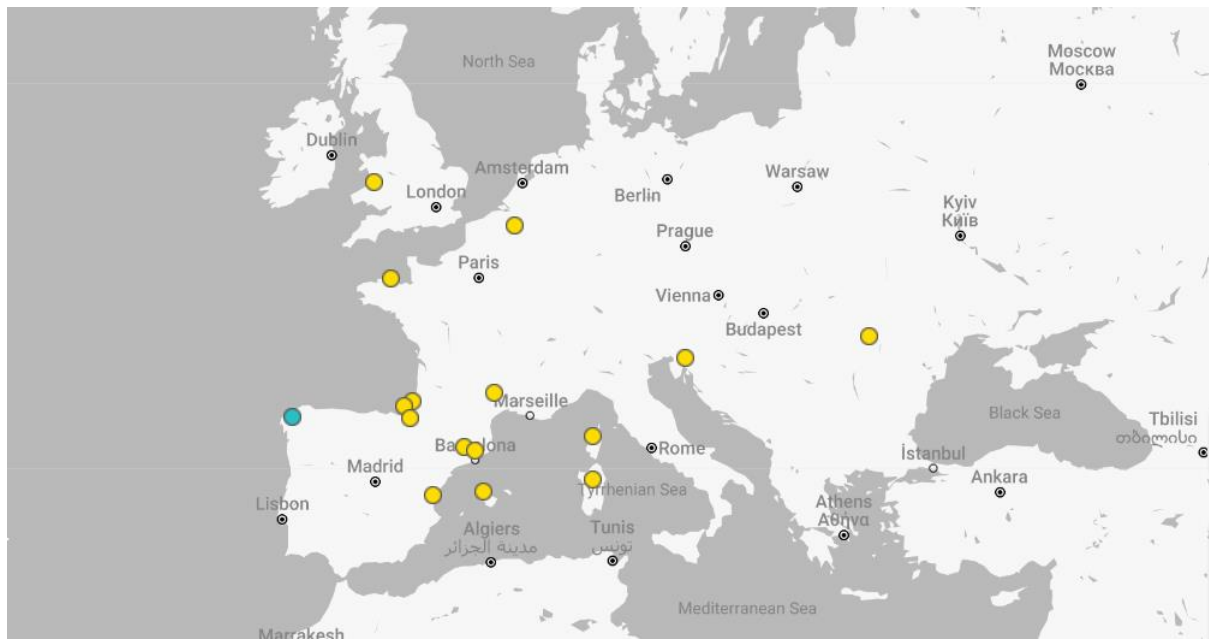 North Sea
Moscow
Москва
Dublin
Amsterdam
London
Berlin
Warsaw
Kyiv
Київ
Prague
Paris
Vienna
Budapest
Marseille
Black Sea
Tbilisi
თბილისი
Barcelona
Madrid
Rome
İstanbul
Ankara
Tyrrhenian Sea
Lisbon
Athens
Αθήνα
Algiers
مدينة الجزائر
Tunis
تونس
Mediterranean Sea
Marrakesh